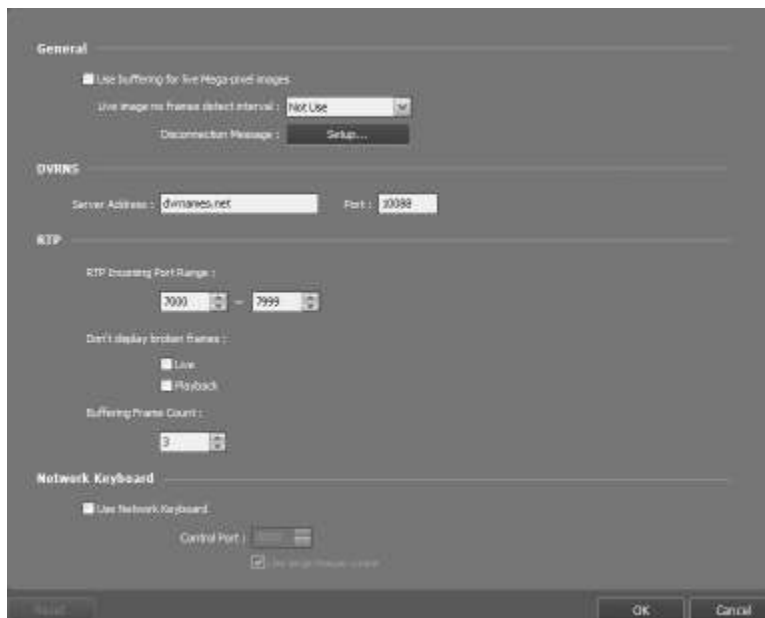 General
Use buffering for live Mega-pixel images
Live image no frames detect interval : Not Use
Disconnection Message : Setup...
DVRNS
Server Address : dvrnames.net Port : 10088
RTP
RTP Incoming Port Range :
7000 ~ 7999
Don't display broken frames :
Live
Playback
Buffering Frame Count :
3
Network Keyboard
Use Network Keyboard
Control Port :
Reset OK Cancel